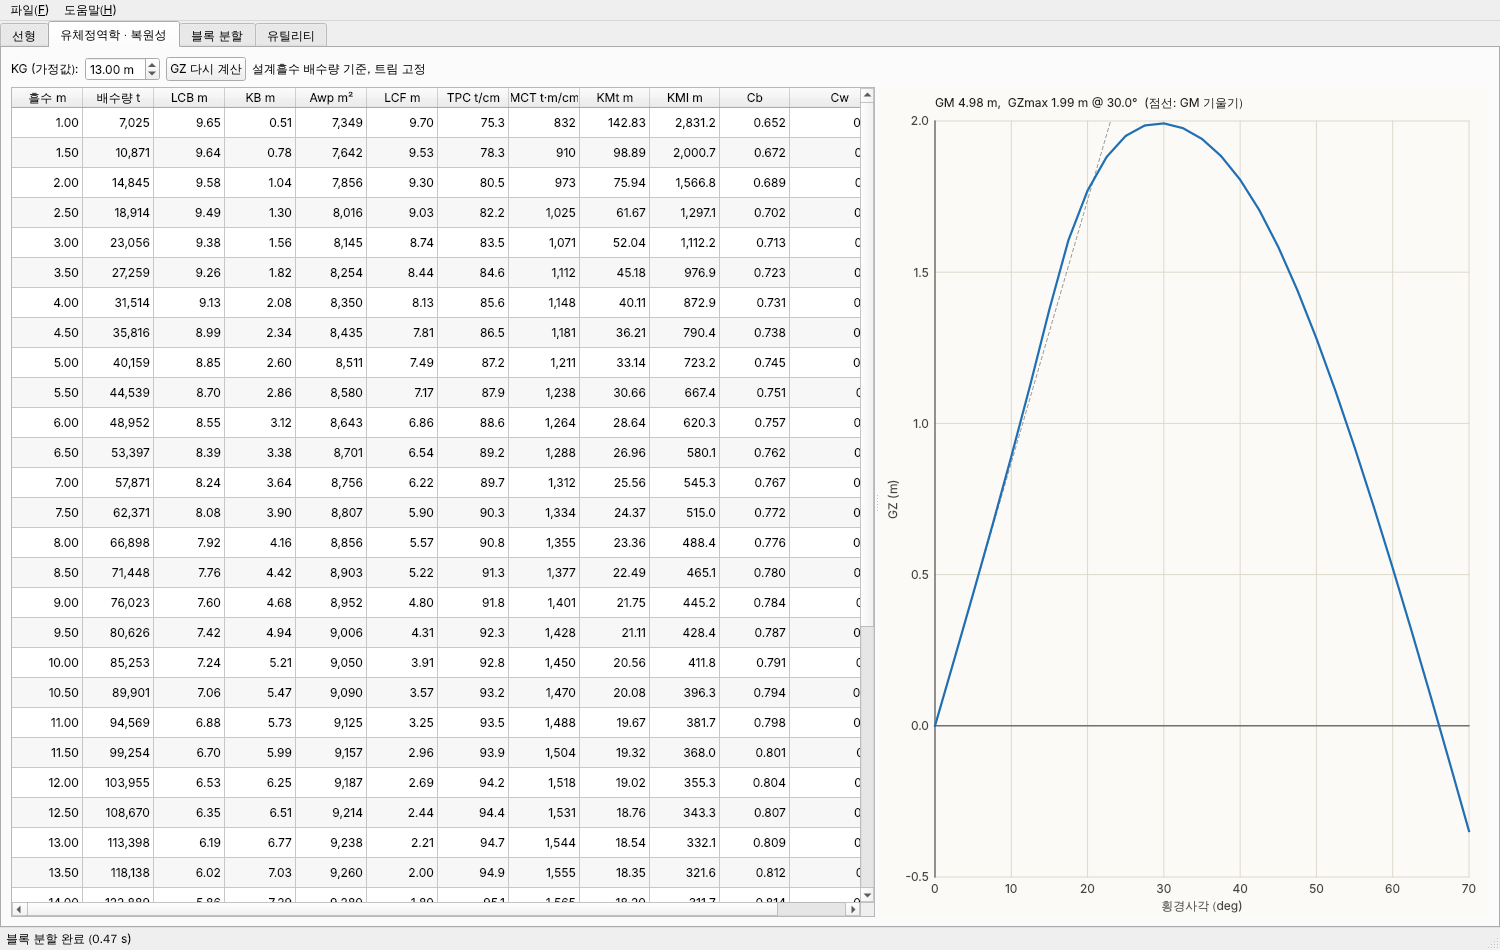 파일(F) 도움말(H)
선형 유체정역학 · 복원성 블록 분할 유틸리티
KG (가정값): 13.00 m GZ 다시 계산 설계흘수 배수량 기준, 트림 고정
흘수 m 배수량 t LCB m KB m Awp m² LCF m TPC t/cm MCT t·m/cm KMt m KMl m Cb Cw
1.00 7,025 9.65 0.51 7,349 9.70 75.3 832 142.83 2,831.2 0.652
1.50 10,871 9.64 0.78 7,642 9.53 78.3 910 98.89 2,000.7 0.672
2.00 14,845 9.58 1.04 7,856 9.30 80.5 973 75.94 1,566.8 0.689
2.50 18,914 9.49 1.30 8,016 9.03 82.2 1,025 61.67 1,297.1 0.702
3.00 23,056 9.38 1.56 8,145 8.74 83.5 1,071 52.04 1,112.2 0.713
3.50 27,259 9.26 1.82 8,254 8.44 84.6 1,112 45.18 976.9 0.723
4.00 31,514 9.13 2.08 8,350 8.13 85.6 1,148 40.11 872.9 0.731
4.50 35,816 8.99 2.34 8,435 7.81 86.5 1,181 36.21 790.4 0.738
5.00 40,159 8.85 2.60 8,511 7.49 87.2 1,211 33.14 723.2 0.745
5.50 44,539 8.70 2.86 8,580 7.17 87.9 1,238 30.66 667.4 0.751
6.00 48,952 8.55 3.12 8,643 6.86 88.6 1,264 28.64 620.3 0.757
6.50 53,397 8.39 3.38 8,701 6.54 89.2 1,288 26.96 580.1 0.762
7.00 57,871 8.24 3.64 8,756 6.22 89.7 1,312 25.56 545.3 0.767
7.50 62,371 8.08 3.90 8,807 5.90 90.3 1,334 24.37 515.0 0.772
8.00 66,898 7.92 4.16 8,856 5.57 90.8 1,355 23.36 488.4 0.776
8.50 71,448 7.76 4.42 8,903 5.22 91.3 1,377 22.49 465.1 0.780
9.00 76,023 7.60 4.68 8,952 4.80 91.8 1,401 21.75 445.2 0.784
9.50 80,626 7.42 4.94 9,006 4.31 92.3 1,428 21.11 428.4 0.787
10.00 85,253 7.24 5.21 9,050 3.91 92.8 1,450 20.56 411.8 0.791
10.50 89,901 7.06 5.47 9,090 3.57 93.2 1,470 20.08 396.3 0.794
11.00 94,569 6.88 5.73 9,125 3.25 93.5 1,488 19.67 381.7 0.798
11.50 99,254 6.70 5.99 9,157 2.96 93.9 1,504 19.32 368.0 0.801
12.00 103,955 6.53 6.25 9,187 2.69 94.2 1,518 19.02 355.3 0.804
12.50 108,670 6.35 6.51 9,214 2.44 94.4 1,531 18.76 343.3 0.807
13.00 113,398 6.19 6.77 9,238 2.21 94.7 1,544 18.54 332.1 0.809
13.50 118,138 6.02 7.03 9,260 2.00 94.9 1,555 18.35 321.6 0.812
GM 4.98 m, GZmax 1.99 m @ 30.0° (점선: GM 기울기)
2.0
1.5
1.0
0.5
0.0
-0.5
GZ (m)
0 10 20 30 40 50 60 70
횡경사각 (deg)
블록 분할 완료 (0.47 s)